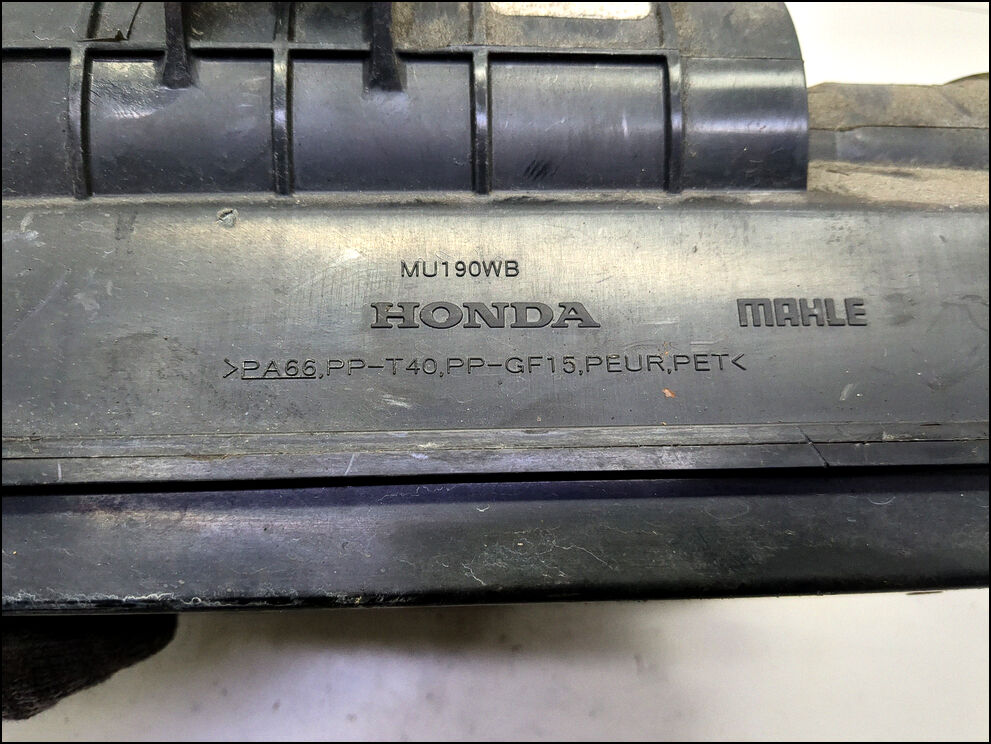 MU190WB
HONDA
MAHLE
>PA66,PP-T40,PP-GF15,PEUR,PET<